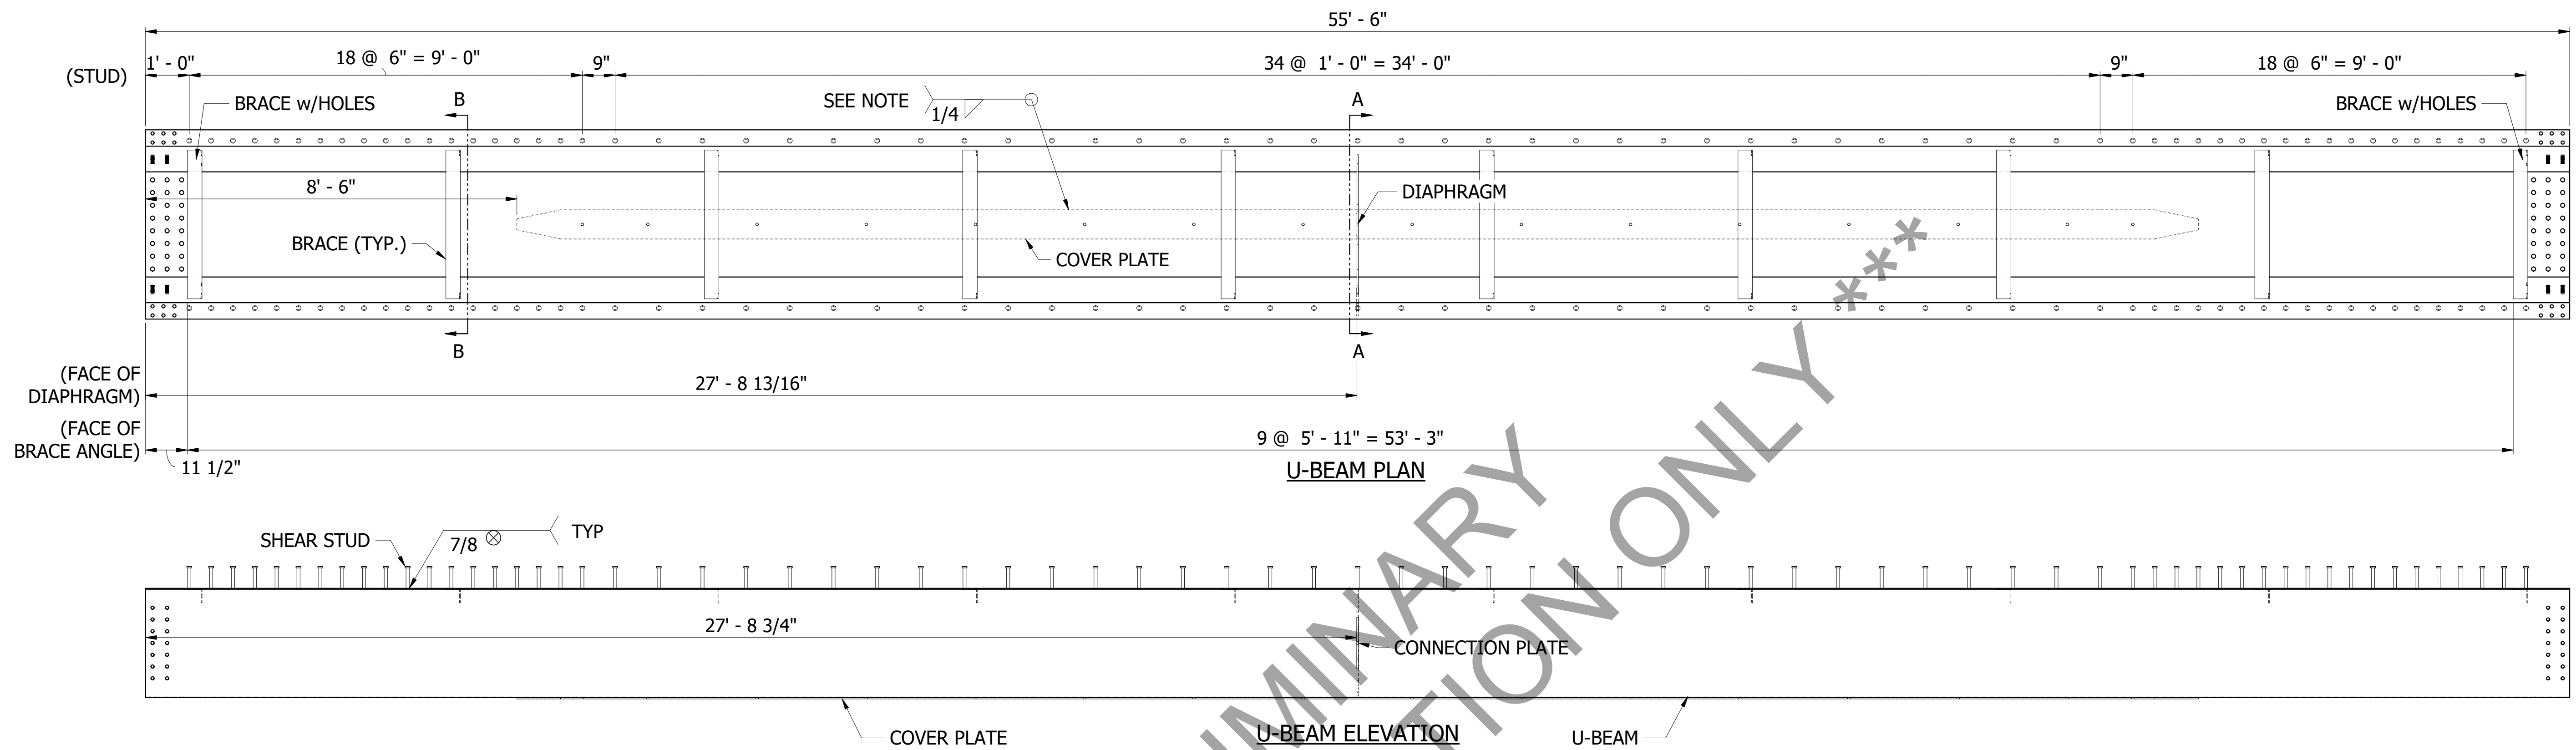 55' - 6"
(STUD)
1' - 0"
18 @ 6" = 9' - 0"
9"
34 @ 1' - 0" = 34' - 0"
9"
18 @ 6" = 9' - 0"
BRACE w/HOLES
B
SEE NOTE
1/4
A
BRACE w/HOLES
8' - 6"
DIAPHRAGM
BRACE (TYP.)
COVER PLATE
B
A
(FACE OF
DIAPHRAGM)
27' - 8 13/16"
(FACE OF
BRACE ANGLE)
11 1/2"
9 @ 5' - 11" = 53' - 3"
U-BEAM PLAN
SHEAR STUD
7/8
TYP
27' - 8 3/4"
CONNECTION PLATE
COVER PLATE
U-BEAM ELEVATION
U-BEAM
MINARY
TION ONLY ***